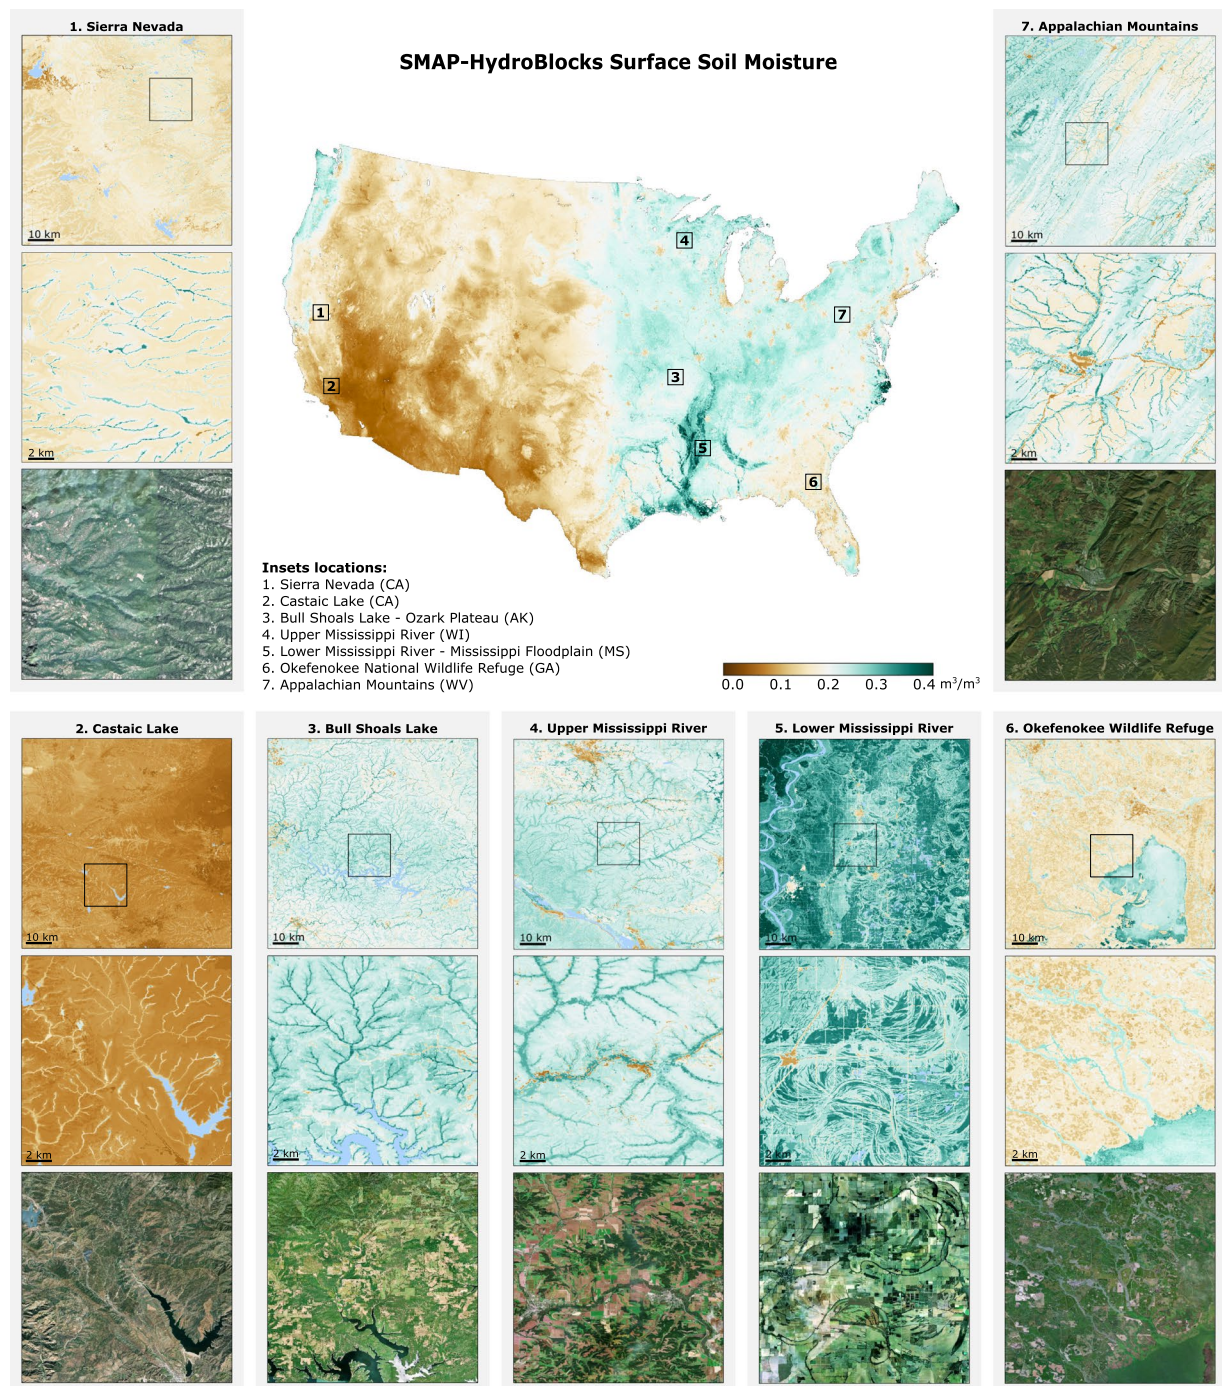 1. Sierra Nevada
10 km
2 km
SMAP-HydroBlocks Surface Soil Moisture
1
2
3
4
5
6
7
Insets locations:
1. Sierra Nevada (CA)
2. Castaic Lake (CA)
3. Bull Shoals Lake - Ozark Plateau (AK)
4. Upper Mississippi River (WI)
5. Lower Mississippi River - Mississippi Floodplain (MS)
6. Okefenokee National Wildlife Refuge (GA)
7. Appalachian Mountains (WV)
0.0 0.1 0.2 0.3 0.4 m³/m³
7. Appalachian Mountains
10 km
2 km
2. Castaic Lake
10 km
2 km
3. Bull Shoals Lake
10 km
2 km
4. Upper Mississippi River
10 km
2 km
5. Lower Mississippi River
10 km
2 km
6. Okefenokee Wildlife Refuge
10 km
2 km